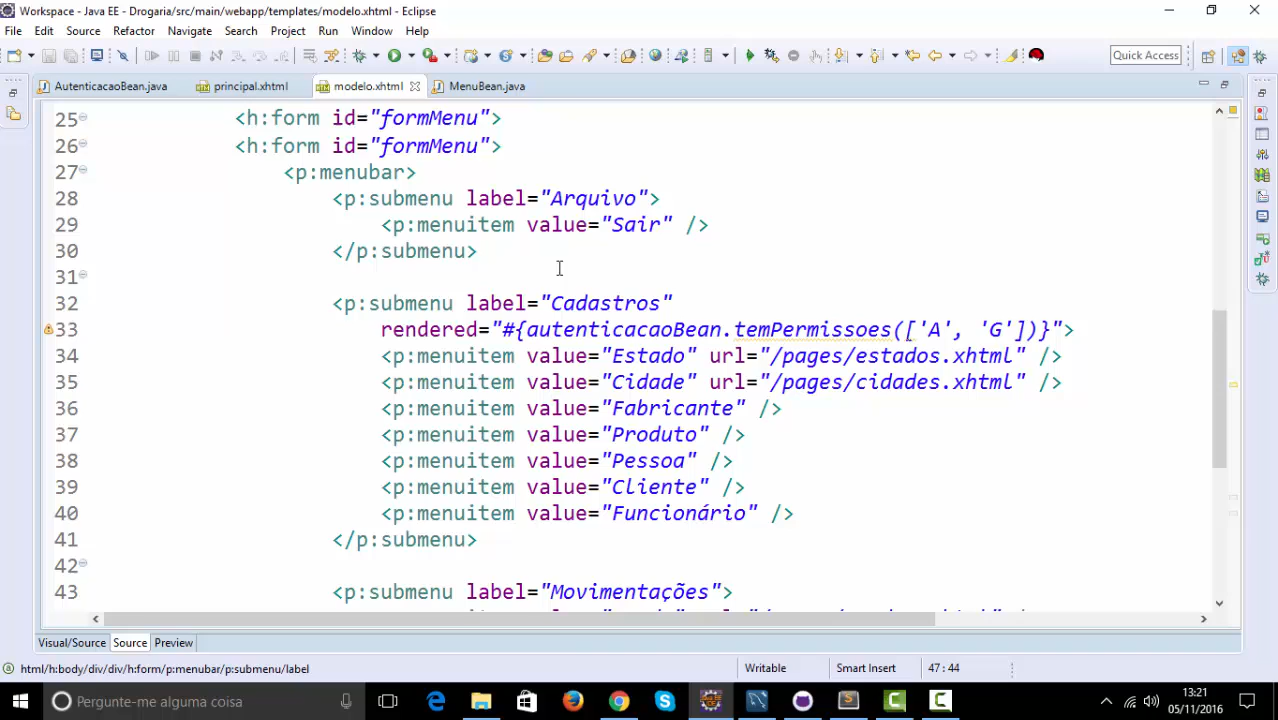 Workspace - Java EE - Drogaria/src/main/webapp/templates/modelo.xhtml - Eclipse
File Edit Source Refactor Navigate Search Project Run Window Help
Quick Access
AutenticacaoBean.java principal.xhtml modelo.xhtml MenuBean.java
25 <h:form id="formMenu">
26 <h:form id="formMenu">
27 <p:menubar>
28 <p:submenu label="Arquivo">
29 <p:menuitem value="Sair" />
30 </p:submenu>
31
32 <p:submenu label="Cadastros"
33 rendered="#{autenticacaoBean.temPermissoes(['A', 'G'])}">
34 <p:menuitem value="Estado" url="/pages/estados.xhtml" />
35 <p:menuitem value="Cidade" url="/pages/cidades.xhtml" />
36 <p:menuitem value="Fabricante" />
37 <p:menuitem value="Produto" />
38 <p:menuitem value="Pessoa" />
39 <p:menuitem value="Cliente" />
40 <p:menuitem value="Funcionário" />
41 </p:submenu>
42
43 <p:submenu label="Movimentações">
Visual/Source Source Preview
html/h:body/div/div/h:form/p:menubar/p:submenu/label Writable Smart Insert 47 : 44
Pergunte-me alguma coisa
13:21
05/11/2016